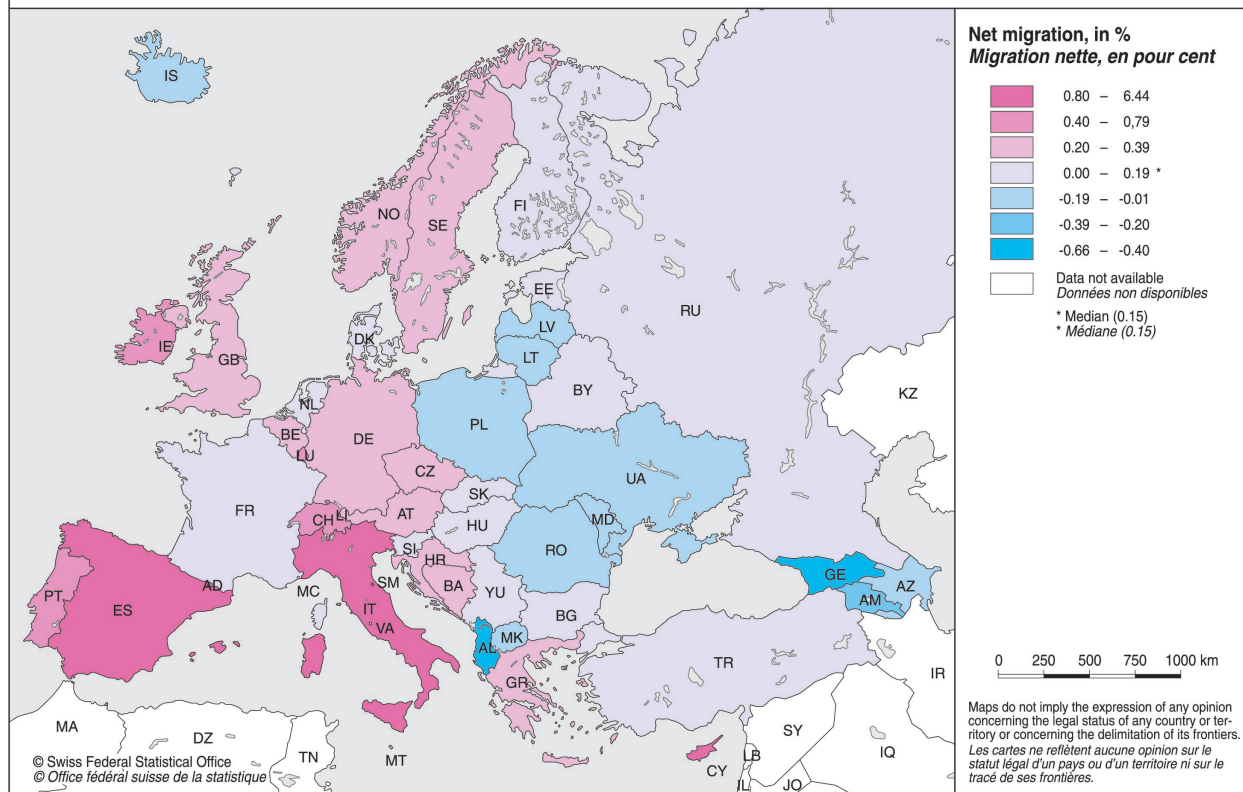 Net migration, in %
Migration nette, en pour cent
0.80 – 6.44
0.40 – 0,79
0.20 – 0.39
0.00 – 0.19 *
-0.19 – -0.01
-0.39 – -0.20
-0.66 – -0.40
Data not available
Données non disponibles
* Median (0.15)
* Médiane (0.15)
IS
NO
SE
FI
RU
EE
LV
LT
DK
IE
GB
NL
BY
KZ
BE
DE
PL
LU
CZ
UA
FR
SK
CH
LI
AT
HU
MD
SI
RO
HR
BA
YU
SM
AD
MC
PT
ES
IT
VA
BG
GE
AM
AZ
AL
MK
TR
GR
IR
MA
DZ
TN
MT
CY
LB
SY
IQ
IL
JO
© Swiss Federal Statistical Office
© Office fédéral suisse de la statistique
0 250 500 750 1000 km
Maps do not imply the expression of any opinion
concerning the legal status of any country or ter-
ritory or concerning the delimitation of its frontiers.
Les cartes ne reflètent aucune opinion sur le
statut légal d'un pays ou d'un territoire ni sur le
tracé de ses frontières.